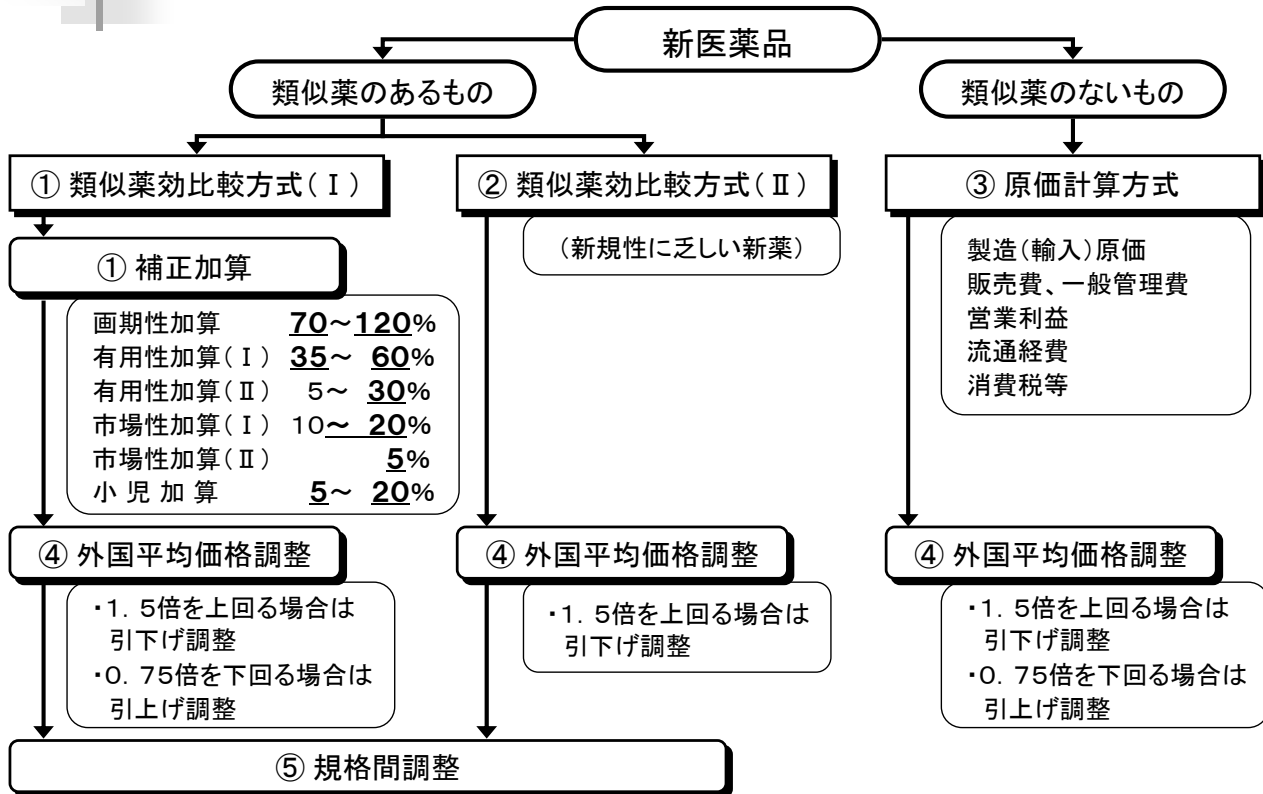 新医薬品
類似薬のあるもの
類似薬のないもの
① 類似薬効比較方式(Ⅰ)
② 類似薬効比較方式(Ⅱ)
③ 原価計算方式
① 補正加算
画期性加算 70～120%
有用性加算(Ⅰ) 35～ 60%
有用性加算(Ⅱ) 5～ 30%
市場性加算(Ⅰ) 10～ 20%
市場性加算(Ⅱ) 5%
小 児 加 算 5～ 20%
(新規性に乏しい新薬)
製造(輸入)原価
販売費、一般管理費
営業利益
流通経費
消費税等
④ 外国平均価格調整
・1. 5倍を上回る場合は
引下げ調整
・0. 75倍を下回る場合は
引上げ調整
④ 外国平均価格調整
・1. 5倍を上回る場合は
引下げ調整
④ 外国平均価格調整
・1. 5倍を上回る場合は
引下げ調整
・0. 75倍を下回る場合は
引上げ調整
⑤ 規格間調整